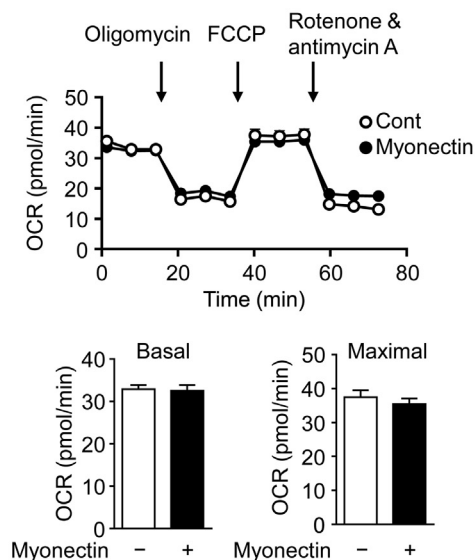 Oligomycin FCCP Rotenone &
antimycin A
50
40
30
20
10
0
OCR (pmol/min)
Cont
Myonectin
0 20 40 60 80
Time (min)
Basal
40
30
20
10
0
OCR (pmol/min)
Myonectin − +
Maximal
50
40
30
20
10
0
OCR (pmol/min)
Myonectin − +